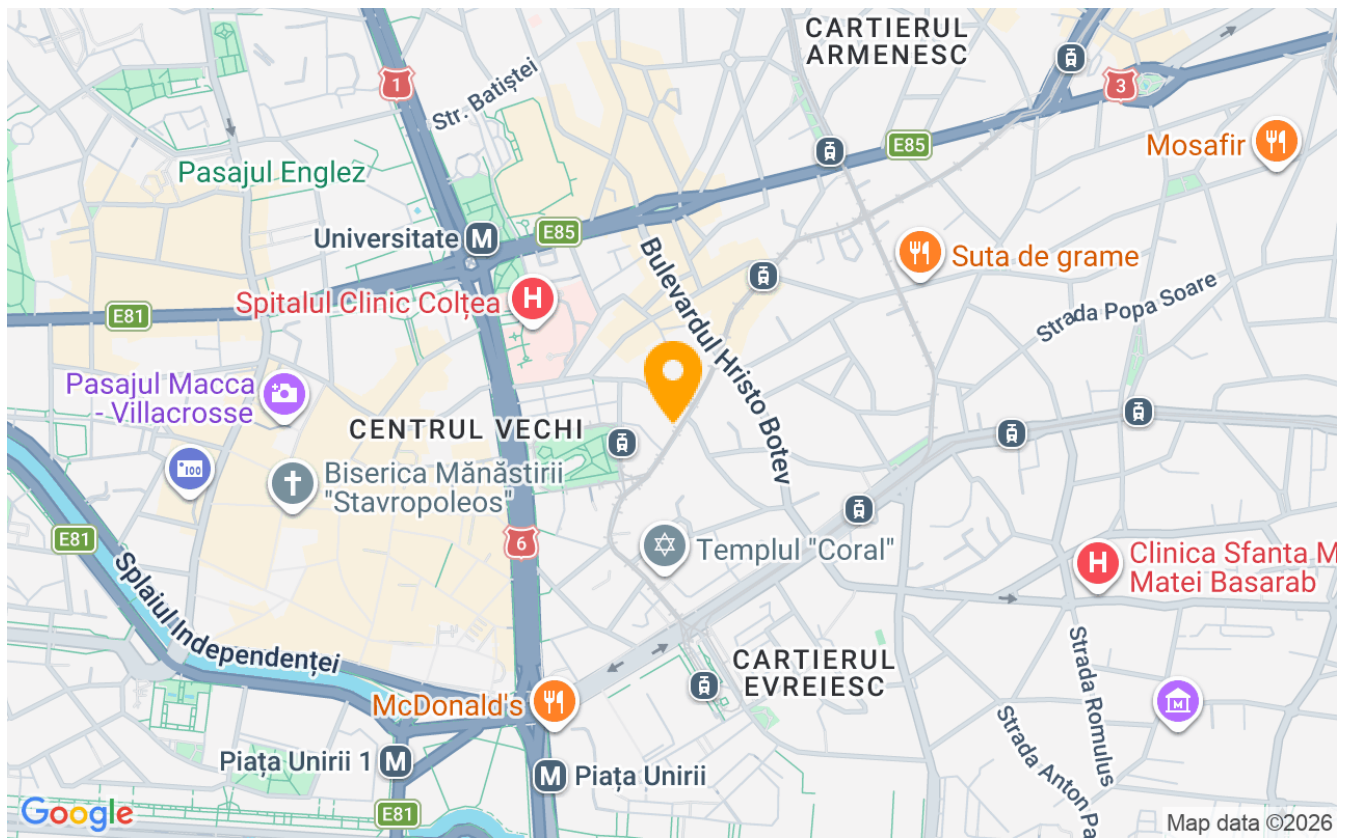 CARTIERUL
ARMENESC
1
3
Str. Batiștei
E85
Mosafir
Pasajul Englez
Universitate M
E85
Bulevardul Hristo Botev
Suta de grame
Spitalul Clinic Colțea
H
E81
Strada Popa Soare
Pasajul Macca
- Villacrosse
CENTRUL VECHI
100
Biserica Mănăstirii
"Stavropoleos"
E81
6
Templul "Coral"
H
Clinica Sfanta M
Matei Basarab
Splaiul Independenței
CARTIERUL
EVREIESC
McDonald's
Strada Romulus
M
Strada Anton Pa
Piața Unirii 1 M
M Piața Unirii
E81
Google
Map data ©2026